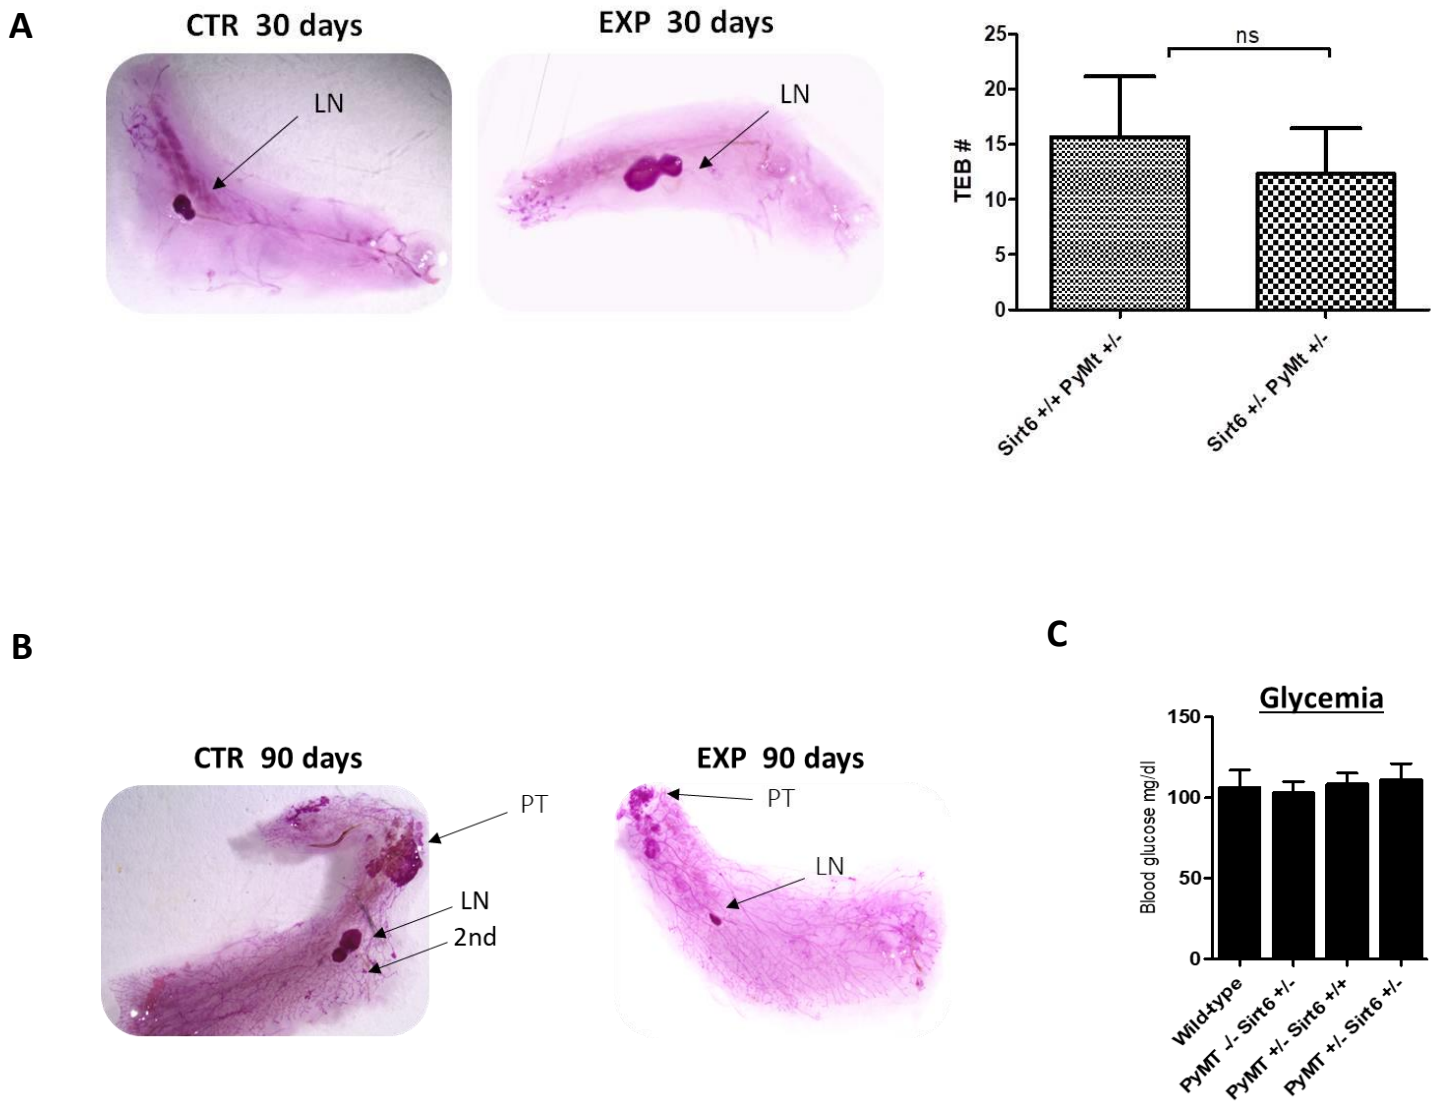 A
CTR 30 days
EXP 30 days
LN
LN
ns
25
20
15
10
5
0
TEB #
Sirt6 +/+ PyMt +/-
Sirt6 +/- PyMt +/-
B
CTR 90 days
EXP 90 days
PT
LN
2nd
PT
LN
C
Glycemia
150
100
50
0
Blood glucose mg/dl
Wild-type
PyMT -/- Sirt6 +/-
PyMT +/- Sirt6 +/+
PyMT +/- Sirt6 +/-